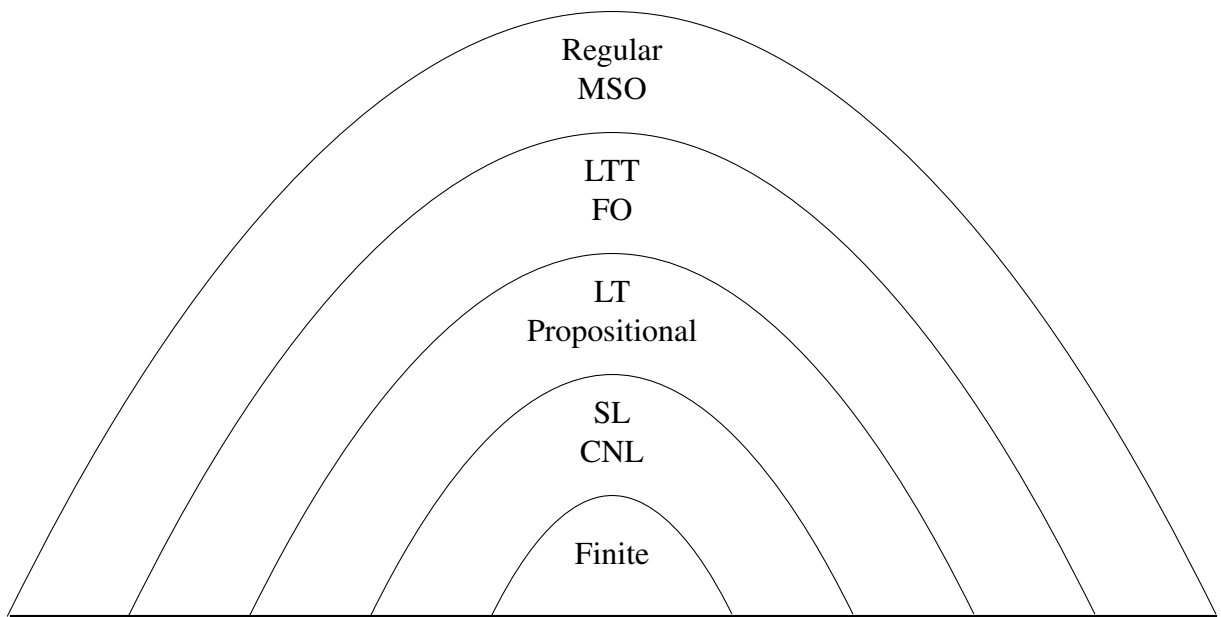 Regular
MSO
LTT
FO
LT
Propositional
SL
CNL
Finite